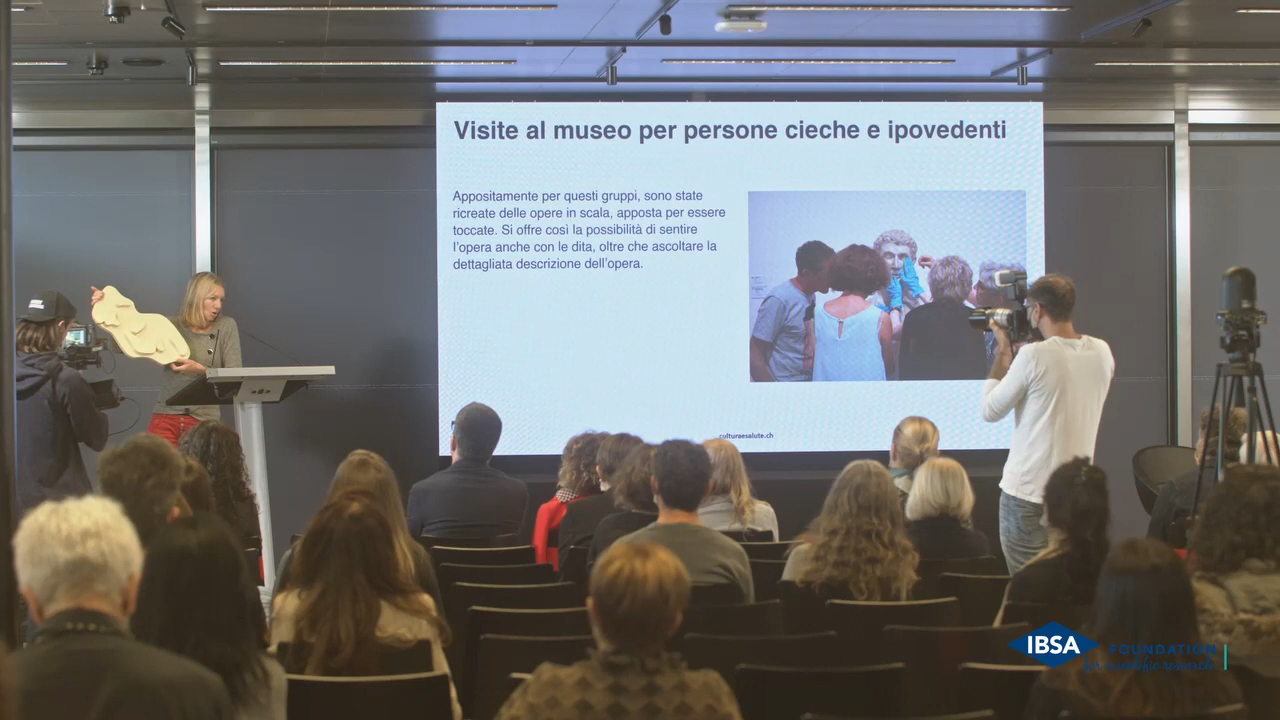 Visite al museo per persone cieche e ipovedenti
Appositamente per questi gruppi, sono state
ricreate delle opere in scala, apposta per essere
toccate. Si offre così la possibilità di sentire
l'opera anche con le dita, oltre che ascoltare la
dettagliata descrizione dell'opera.
culturaesalute.ch
IBSA FOUNDATION
for scientific research